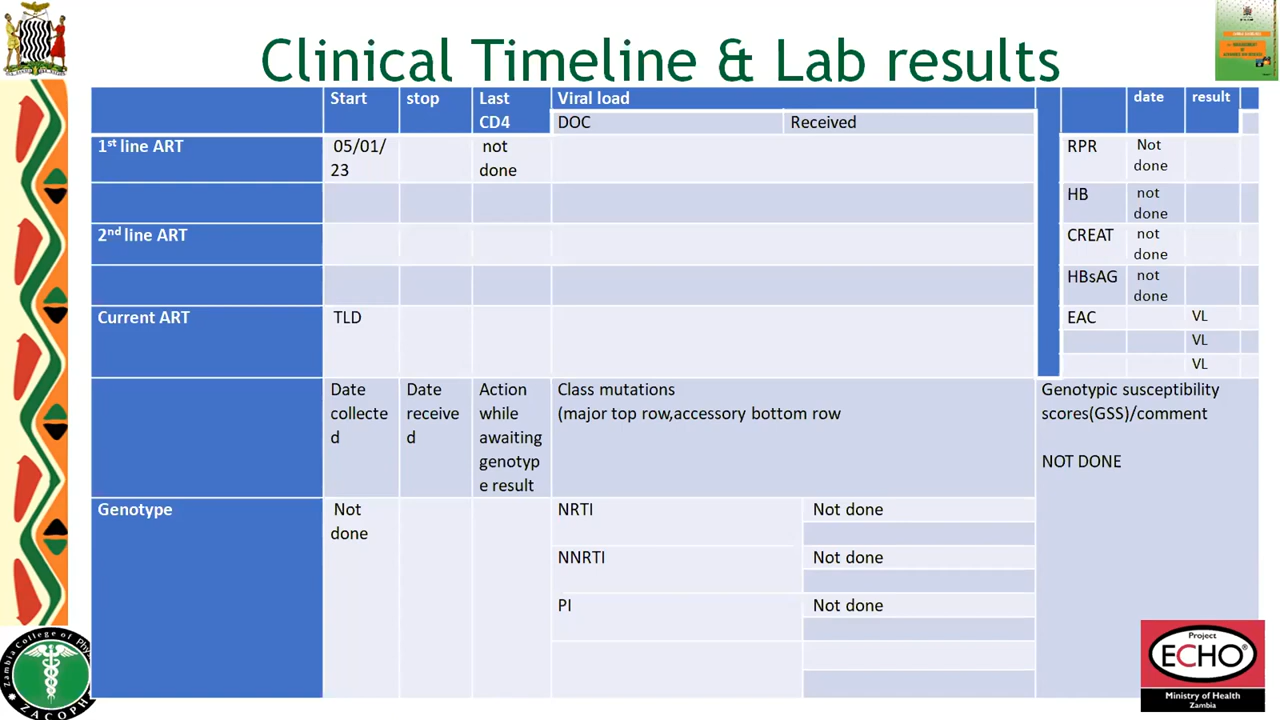 Clinical Timeline & Lab results
Start stop Last Viral load date result
CD4 DOC Received
1st line ART 05/01/ not RPR Not
23 done done
HB not
done
2nd line ART CREAT not
done
HBsAG not
done
Current ART TLD EAC VL
VL
VL
Date Date Action Class mutations Genotypic susceptibility
collecte receive while (major top row,accessory bottom row scores(GSS)/comment
d d awaiting
genotyp NOT DONE
e result
Genotype Not NRTI Not done
done
NNRTI Not done
PI Not done
Zambia College of
ZACOPH
Project
ECHO®
Ministry of Health
Zambia